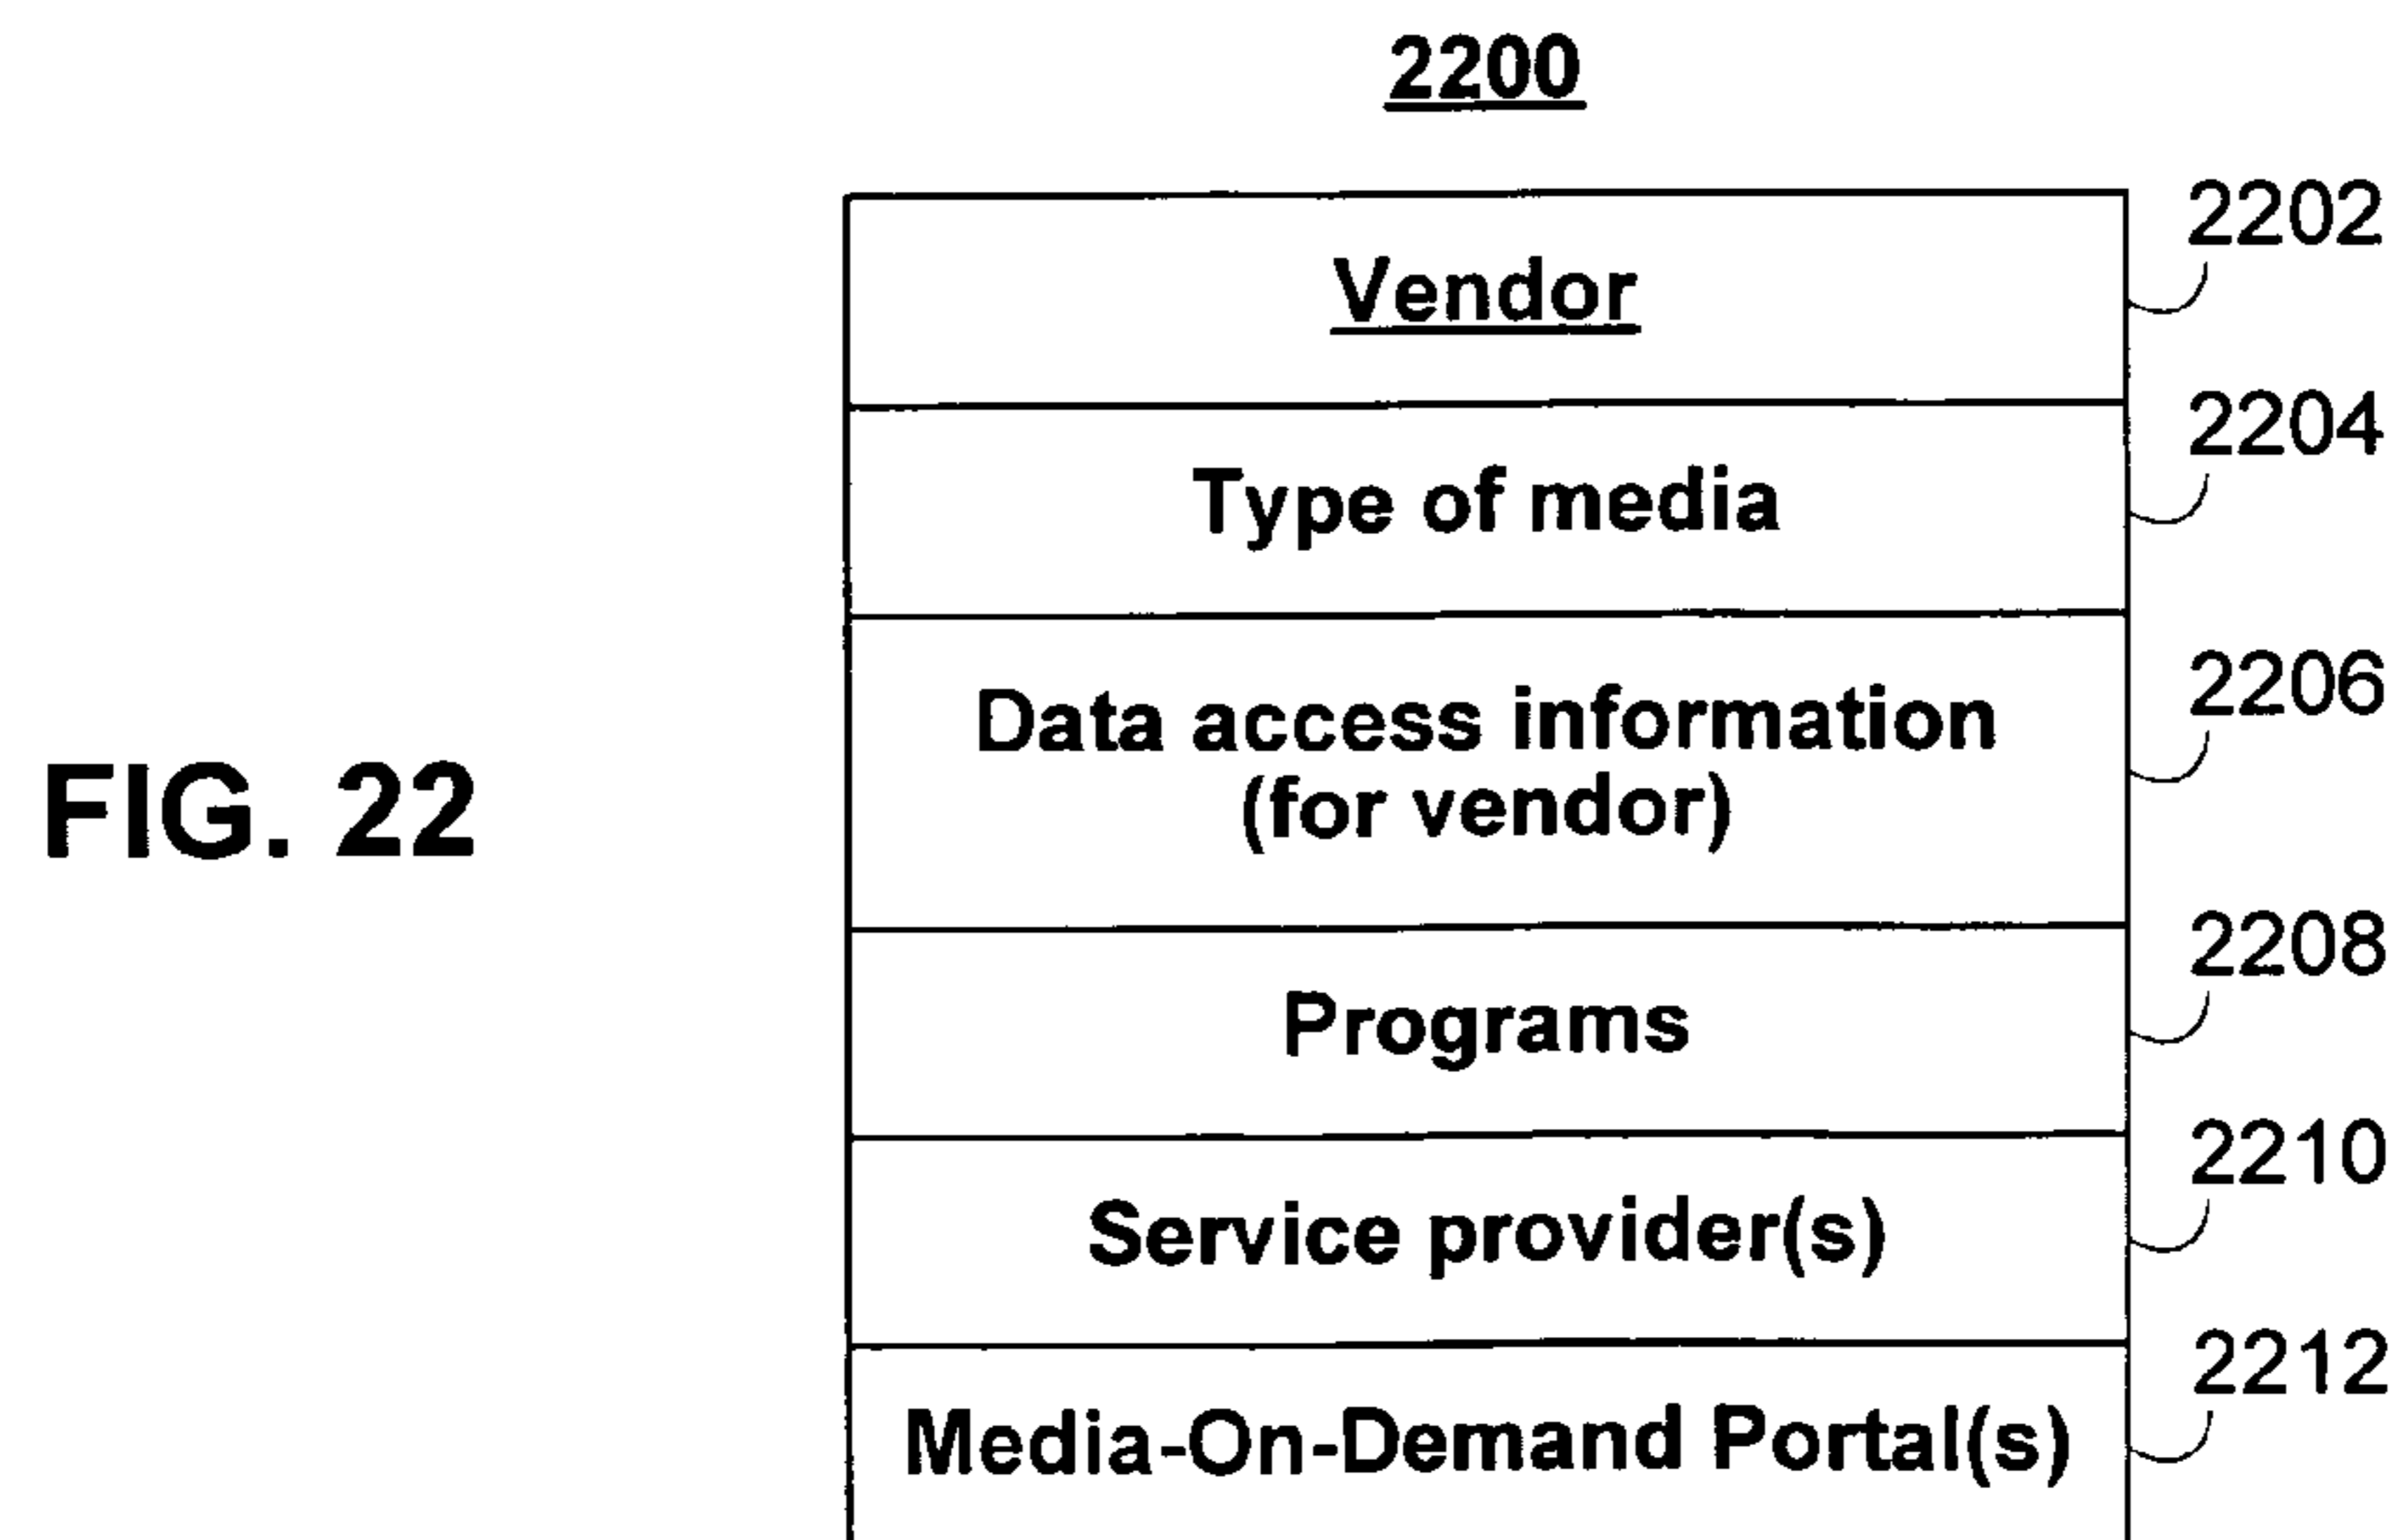 2200
Vendor
2202
Type of media
2204
Data access information
(for vendor)
2206
FIG. 22
Programs
2208
Service provider(s)
2210
Media-On-Demand Portal(s)
2212